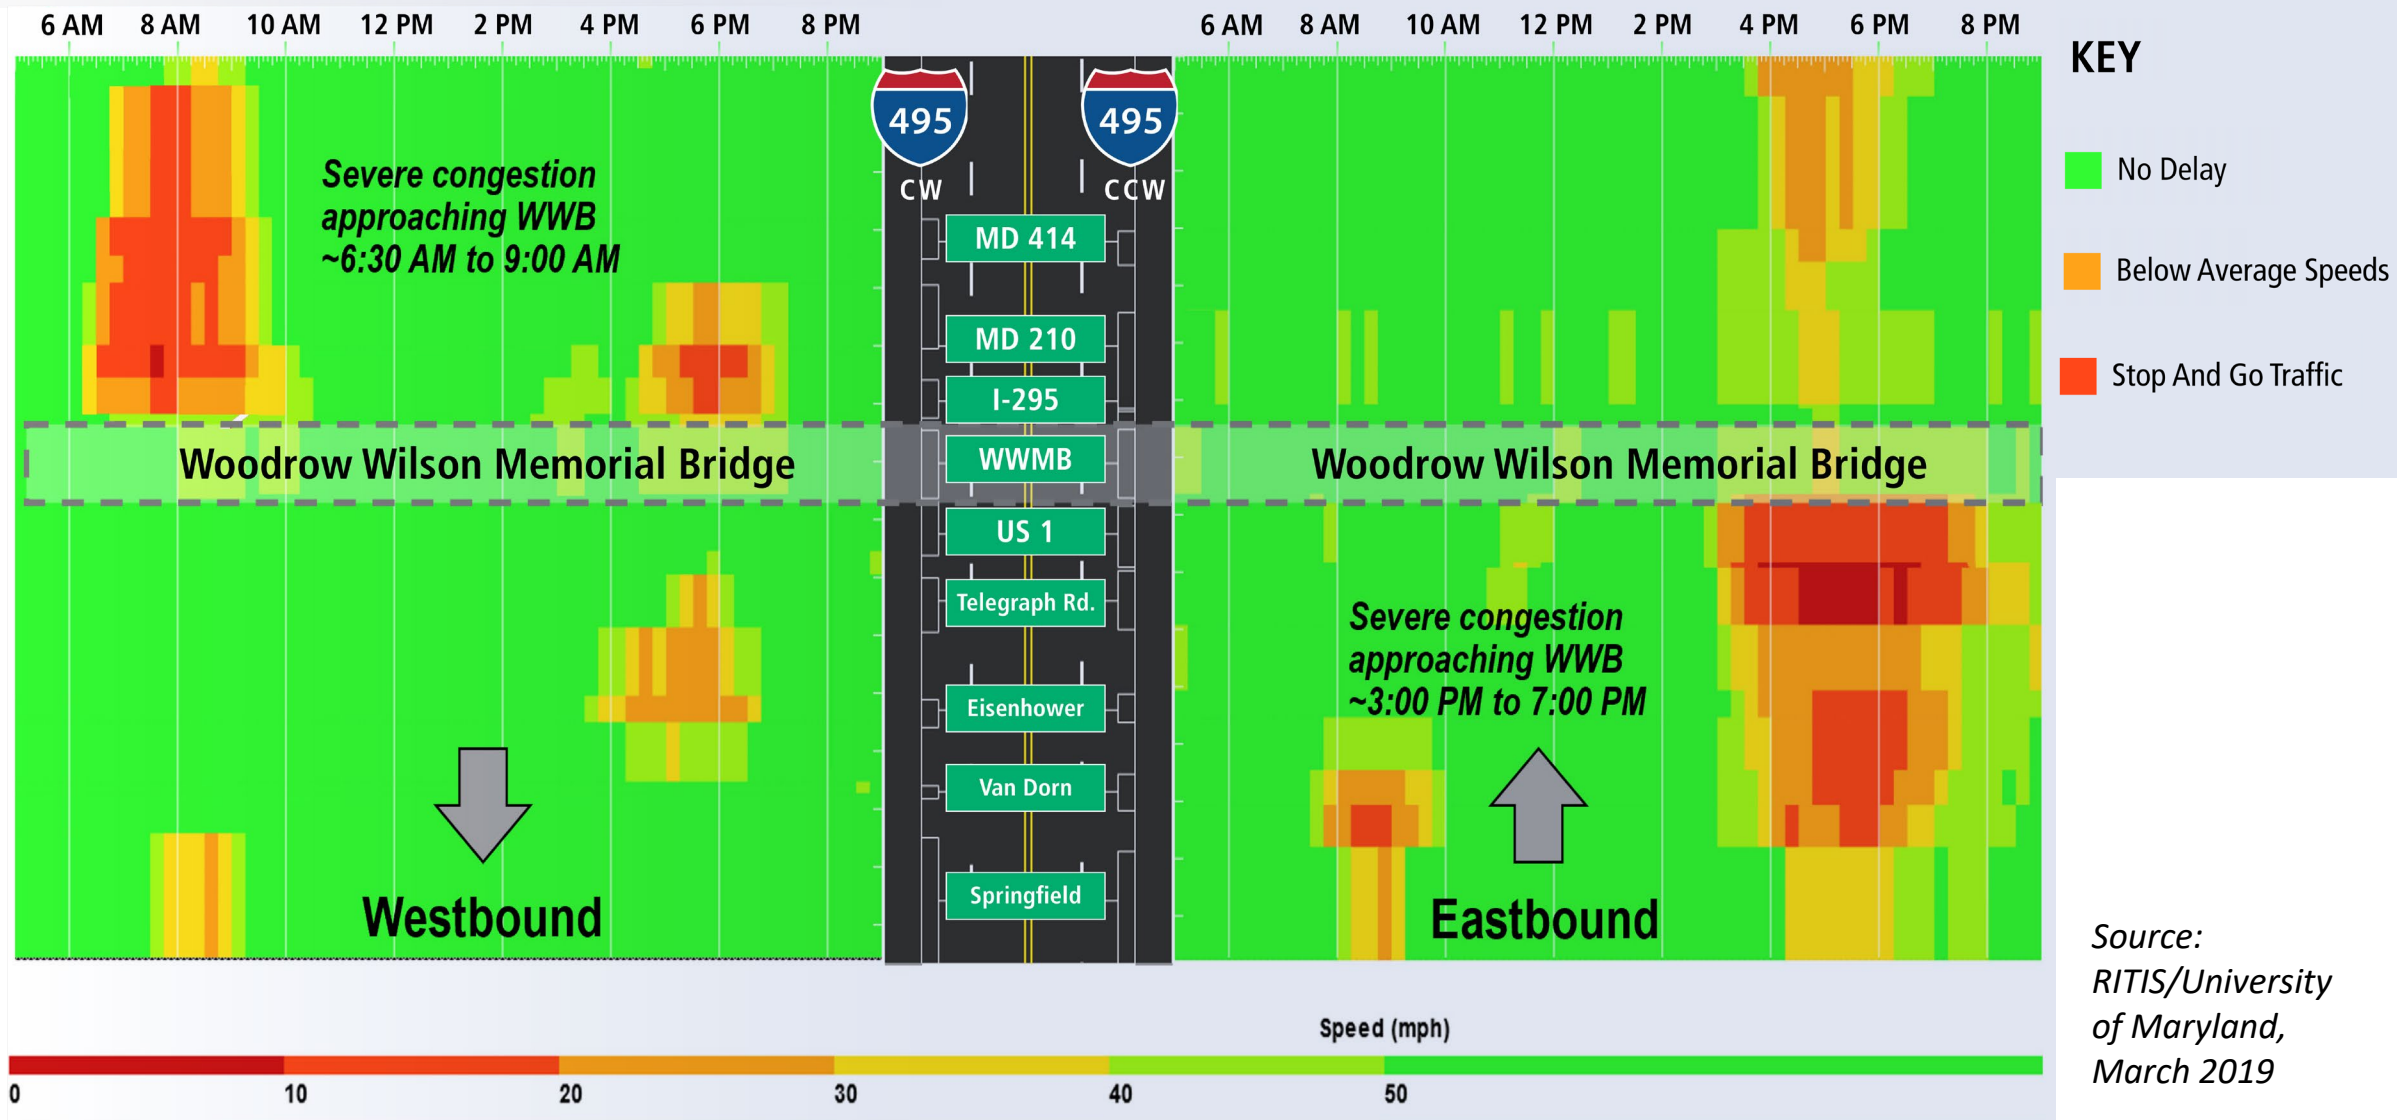 6 AM 8 AM 10 AM 12 PM 2 PM 4 PM 6 PM 8 PM
6 AM 8 AM 10 AM 12 PM 2 PM 4 PM 6 PM 8 PM
Severe congestion
approaching WWB
~6:30 AM to 9:00 AM
Woodrow Wilson Memorial Bridge
Westbound
495
CW
495
CCW
MD 414
MD 210
I-295
WWMB
US 1
Telegraph Rd.
Eisenhower
Van Dorn
Springfield
Woodrow Wilson Memorial Bridge
Severe congestion
approaching WWB
~3:00 PM to 7:00 PM
Eastbound
KEY
No Delay
Below Average Speeds
Stop And Go Traffic
Speed (mph)
0 10 20 30 40 50
Source:
RITIS/University
of Maryland,
March 2019